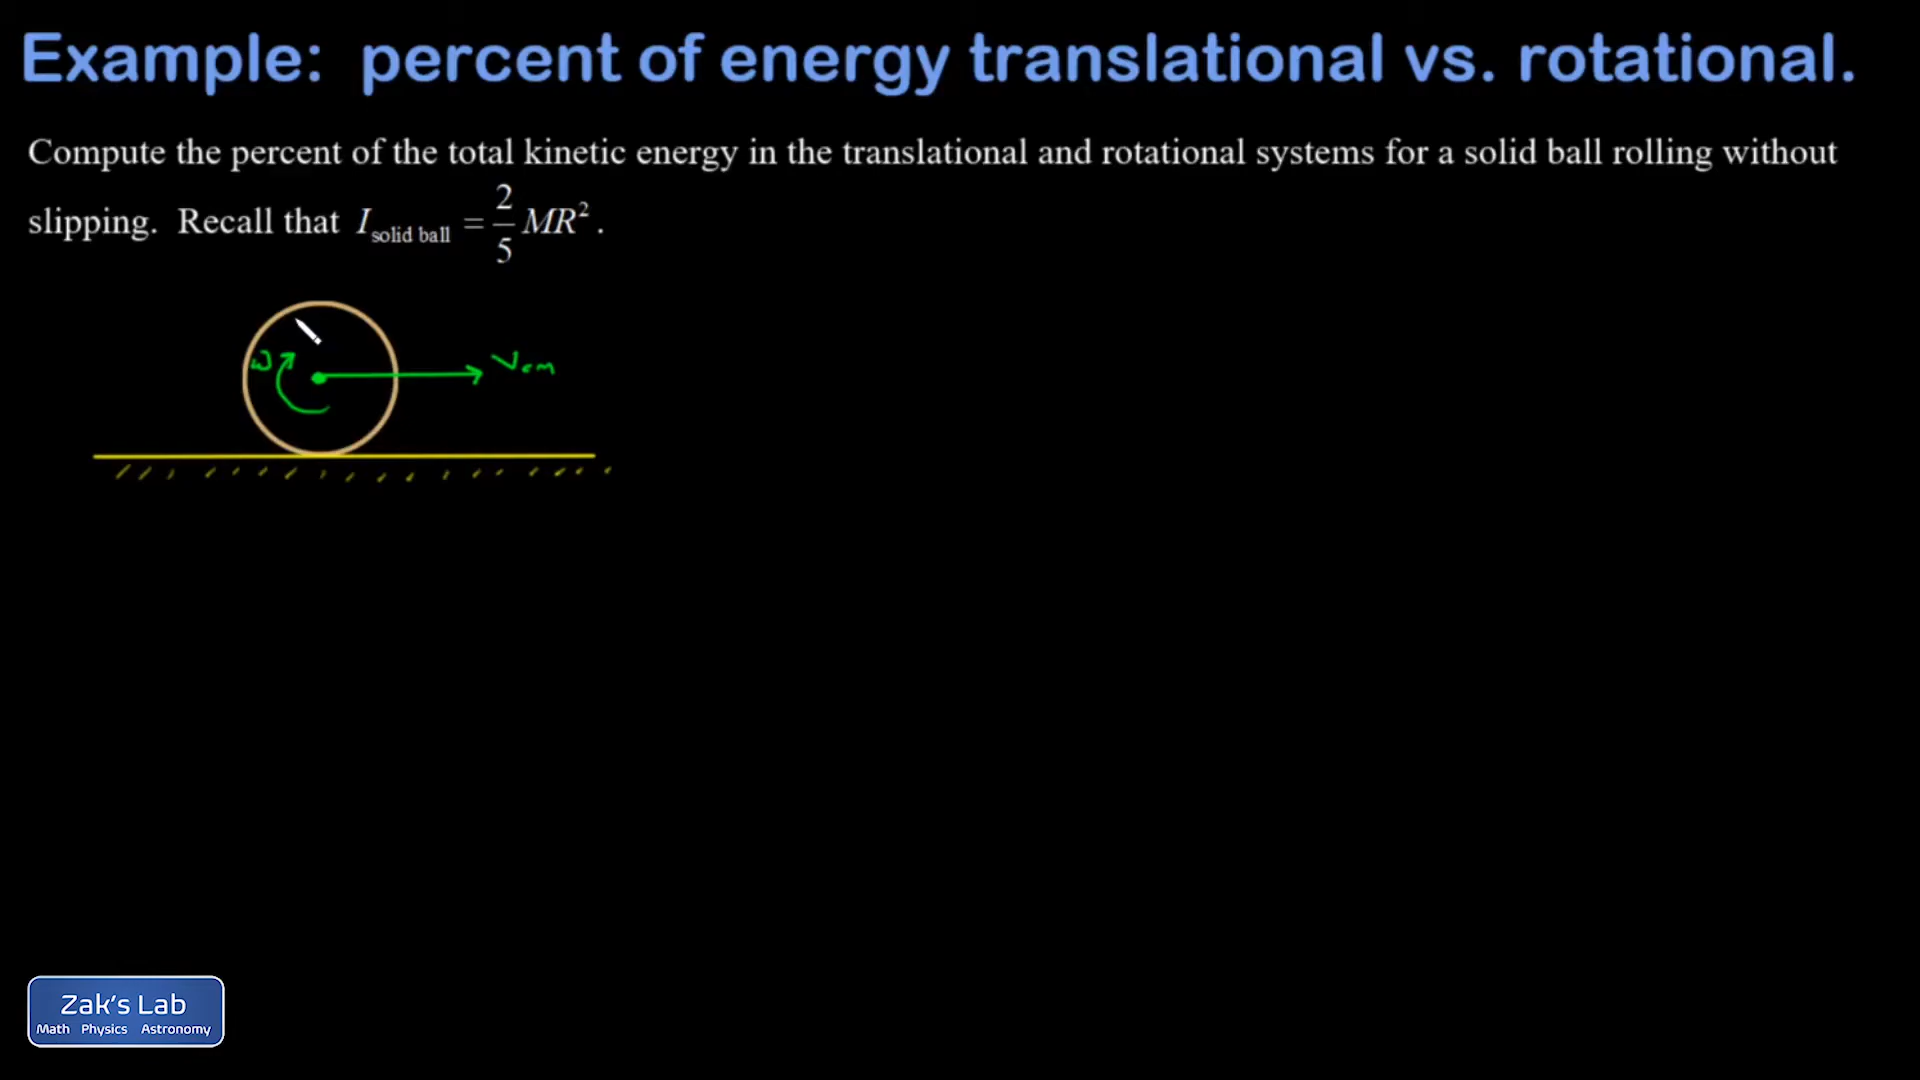 Example: percent of energy translational vs. rotational.
Compute the percent of the total kinetic energy in the translational and rotational systems for a solid ball rolling without
slipping. Recall that I_solid ball = 2/5 MR².
ω
V_cm
Zak's Lab
Math Physics Astronomy